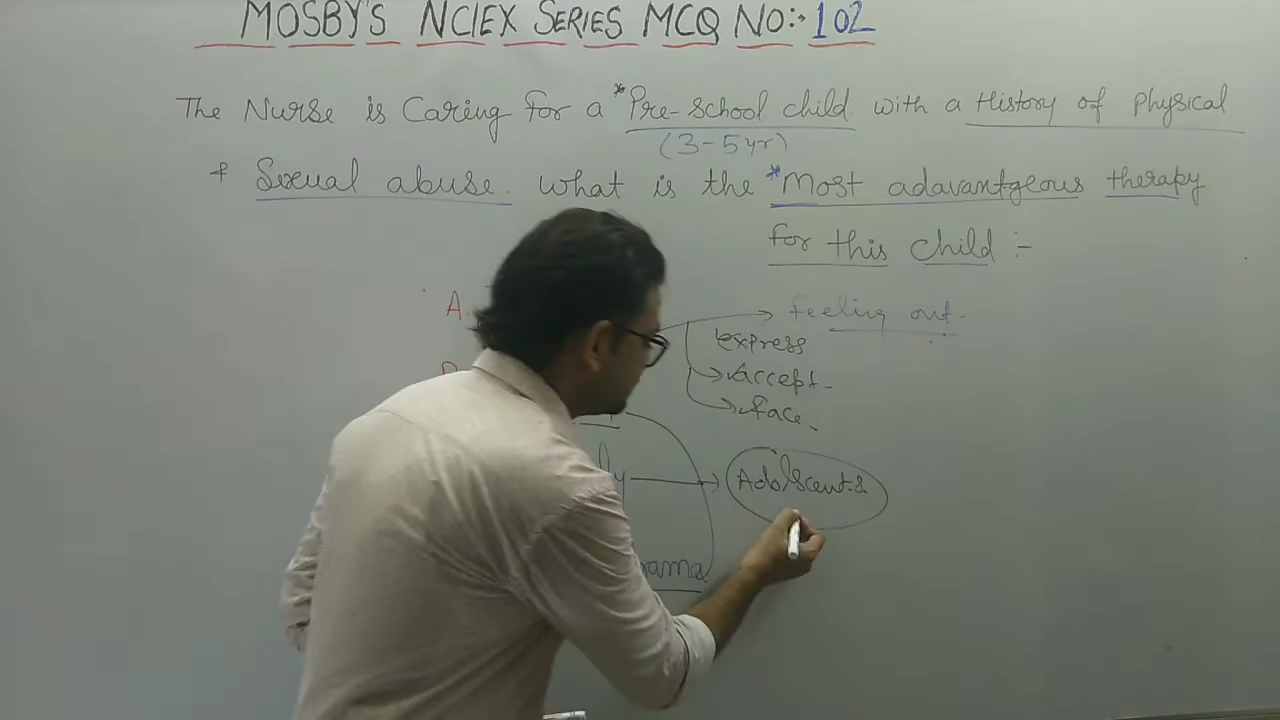 MOSBY'S NCLEX SERIES MCQ NO:- 102
The Nurse is Caring for a *Pre-school child with a History of physical
(3-5yr)
+ Sexual abuse. what is the *Most adavantgeous therapy
for this child :-
A. → feeling out.
express
→ accept.
→ face.
→ Adolscents
rama